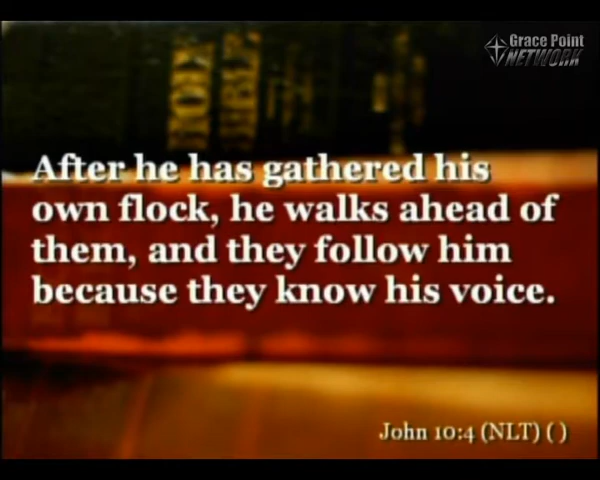 Grace Point
NETWORK
After he has gathered his
own flock, he walks ahead of
them, and they follow him
because they know his voice.
John 10:4 (NLT) ( )